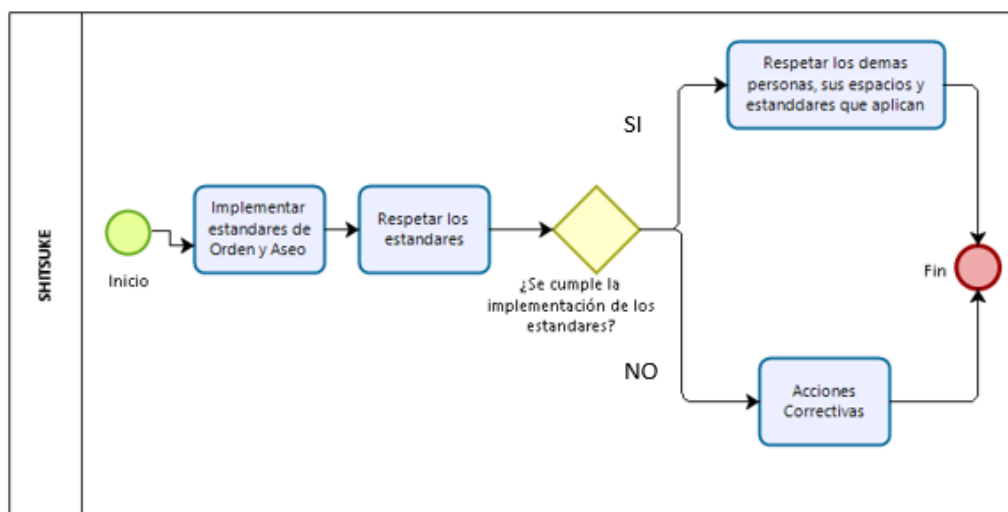 SHITSUKE
Inicio
Implementar
estandares de
Orden y Aseo
Respetar los
estandares
¿Se cumple la
implementación de los
estandares?
SI
Respetar los demas
personas, sus espacios y
estanddares que aplican
NO
Acciones
Correctivas
Fin